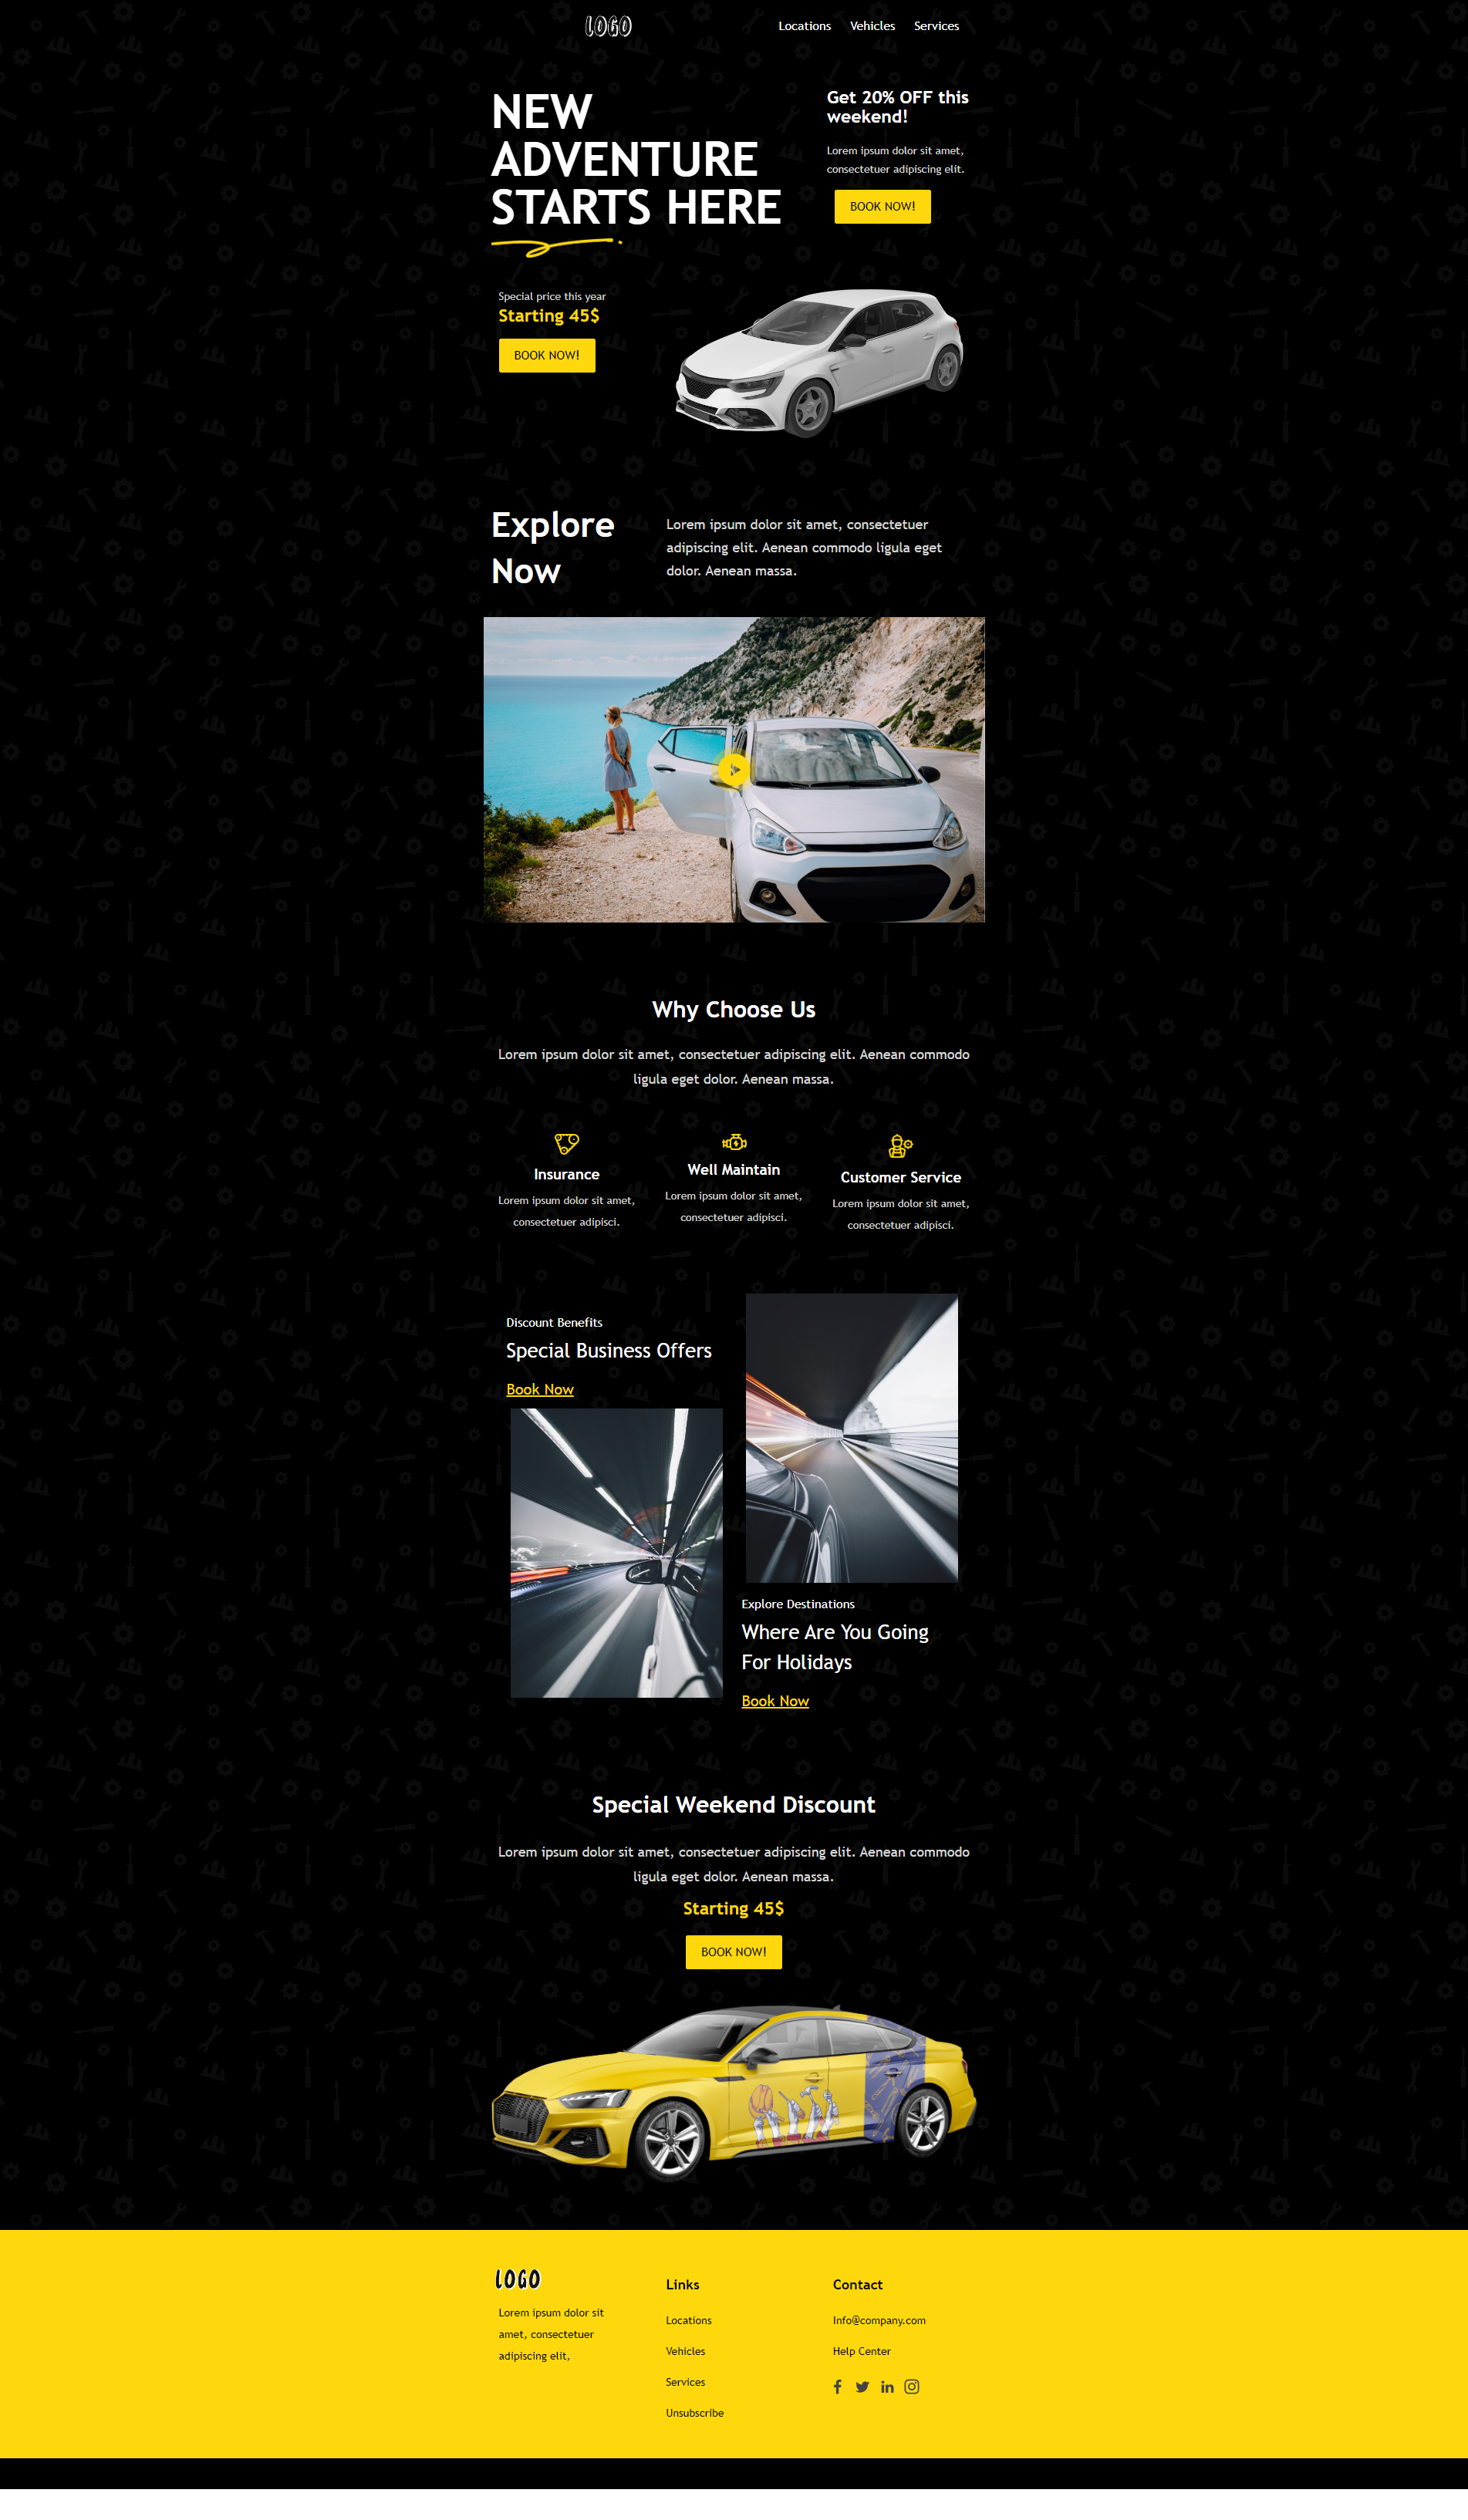 LOGO
Locations Vehicles Services
NEW
ADVENTURE
STARTS HERE
Get 20% OFF this
weekend!
Lorem ipsum dolor sit amet,
consectetuer adipiscing elit.
BOOK NOW!
Special price this year
Starting 45$
BOOK NOW!
Explore
Now
Lorem ipsum dolor sit amet, consectetuer
adipiscing elit. Aenean commodo ligula eget
dolor. Aenean massa.
Why Choose Us
Lorem ipsum dolor sit amet, consectetuer adipiscing elit. Aenean commodo
ligula eget dolor. Aenean massa.
Insurance
Lorem ipsum dolor sit amet,
consectetuer adipisci.
Well Maintain
Lorem ipsum dolor sit amet,
consectetuer adipisci.
Customer Service
Lorem ipsum dolor sit amet,
consectetuer adipisci.
Discount Benefits
Special Business Offers
Book Now
Explore Destinations
Where Are You Going
For Holidays
Book Now
Special Weekend Discount
Lorem ipsum dolor sit amet, consectetuer adipiscing elit. Aenean commodo
ligula eget dolor. Aenean massa.
Starting 45$
BOOK NOW!
LOGO
Lorem ipsum dolor sit
amet, consectetuer
adipiscing elit,
Links
Locations
Vehicles
Services
Unsubscribe
Contact
Info@company.com
Help Center